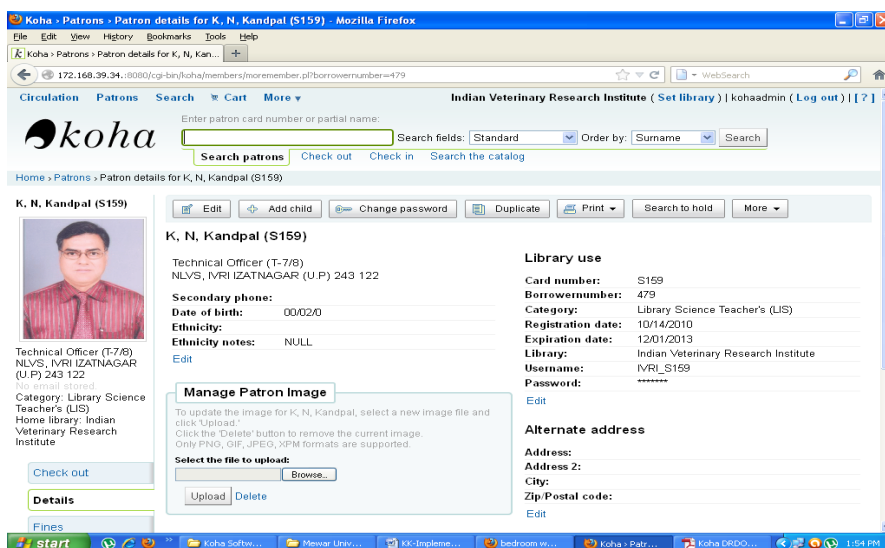 Koha › Patrons › Patron details for K, N, Kandpal (S159) - Mozilla Firefox
File Edit View History Bookmarks Tools Help
Koha › Patrons › Patron details for K, N, Kan... +
172.168.39.34.:8080/cgi-bin/koha/members/moremember.pl?borrowernumber=479
WebSearch
Circulation Patrons Search Cart More ▾ Indian Veterinary Research Institute ( Set library ) | kohaadmin ( Log out ) | [ ? ]
koha
Enter patron card number or partial name:
Search fields: Standard Order by: Surname Search
Search patrons Check out Check in Search the catalog
Home › Patrons › Patron details for K, N, Kandpal (S159)
K, N, Kandpal (S159)
Technical Officer (T-7/8)
NLVS, IVRI IZATNAGAR
(U.P) 243 122
No email stored.
Category: Library Science
Teacher's (LIS)
Home library: Indian
Veterinary Research
Institute
Check out
Details
Fines
Edit Add child Change password Duplicate Print ▾ Search to hold More ▾
K, N, Kandpal (S159)
Technical Officer (T-7/8)
NLVS, IVRI IZATNAGAR (U.P) 243 122
Secondary phone:
Date of birth: 00/02/0
Ethnicity:
Ethnicity notes: NULL
Edit
Manage Patron Image
To update the image for K, N, Kandpal, select a new image file and
click 'Upload.'
Click the 'Delete' button to remove the current image.
Only PNG, GIF, JPEG, XPM formats are supported.
Select the file to upload:
Browse...
Upload Delete
Library use
Card number: S159
Borrowernumber: 479
Category: Library Science Teacher's (LIS)
Registration date: 10/14/2010
Expiration date: 12/01/2013
Library: Indian Veterinary Research Institute
Username: IVRI_S159
Password: *******
Edit
Alternate address
Address:
Address 2:
City:
Zip/Postal code:
Edit
start Koha Softw... Mewar Univ... KK-Impleme... bedroom w... Koha › Patr... Koha DRDO... 1:54 PM